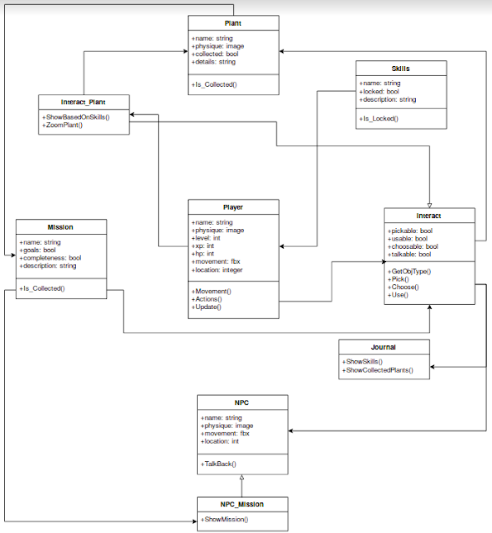 Plant
+name: string
+physique: image
+collected: bool
+details: string
+Is_Collected()
Skills
+name: string
+locked: bool
+description: string
+Is_Locked()
Interact_Plant
+ShowBasedOnSkills()
+ZoomPlant()
Player
+name: string
+physique: image
+level: int
+xp: int
+hp: int
+movement: fbx
+location: integer
+Movement()
+Actions()
+Update()
Interact
+pickable: bool
+usable: bool
+choosable: bool
+talkable: bool
+GetObjType()
+Pick()
+Choose()
+Use()
Mission
+name: string
+goals: bool
+completeness: bool
+description: string
+Is_Collected()
Journal
+ShowSkills()
+ShowCollectedPlants()
NPC
+name: string
+physique: image
+movement: fbx
+location: int
+TalkBack()
NPC_Mission
+ShowMission()